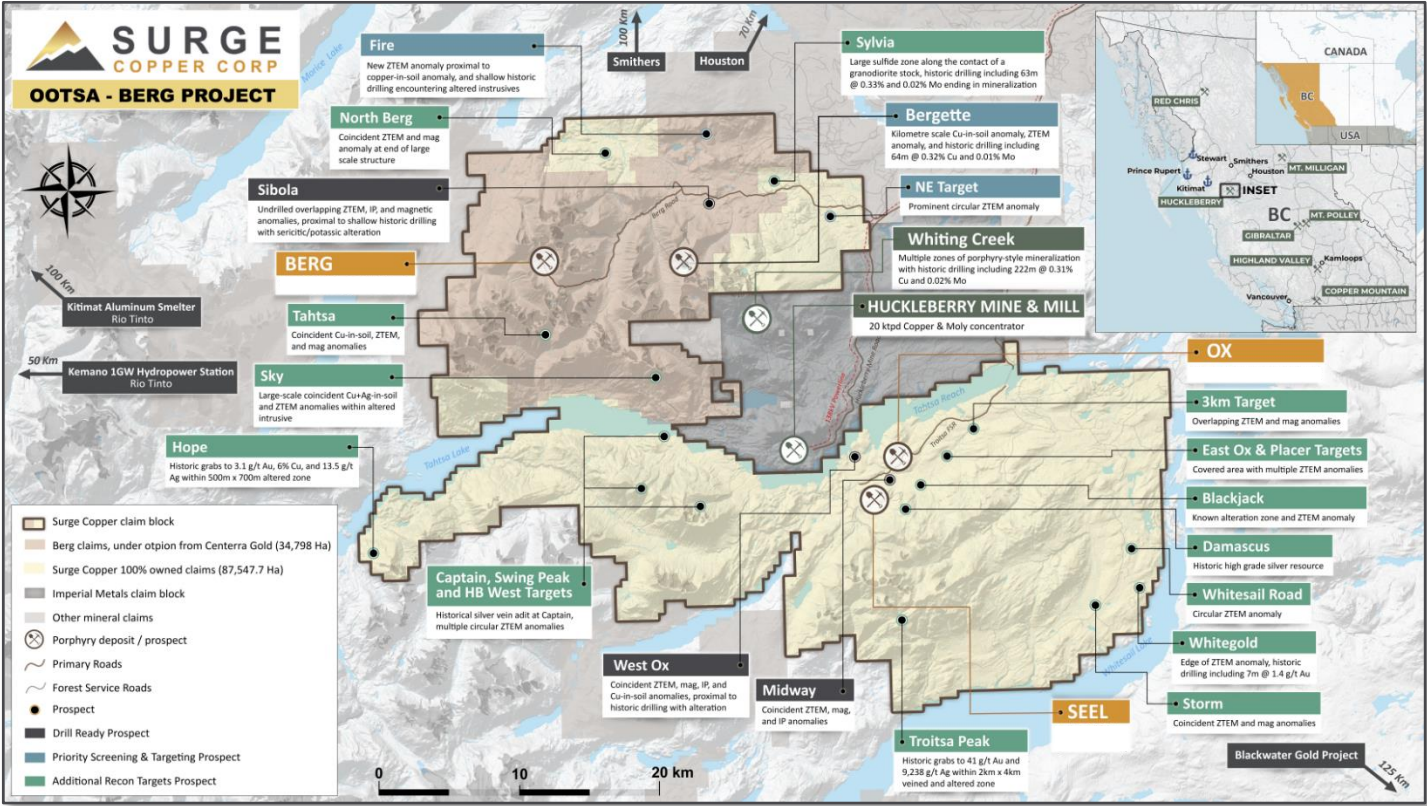 SURGE
COPPER CORP
OOTSA - BERG PROJECT
Morice Lake
Fire
New ZTEM anomaly proximal to
copper-in-soil anomaly, and shallow historic
drilling encountering altered intrusives
100 Km
Smithers
70 Km
Houston
Sylvia
Large sulfide zone along the contact of a
granodiorite stock, historic drilling including 63m
@ 0.33% and 0.02% Mo ending in mineralization
North Berg
Coincident ZTEM and mag
anomaly at end of large
scale structure
Bergette
Kilometre scale Cu-in-soil anomaly, ZTEM
anomaly, and historic drilling including
64m @ 0.32% Cu and 0.01% Mo
Sibola
Undrilled overlapping ZTEM, IP, and magnetic
anomalies, proximal to shallow historic drilling
with sericitic/potassic alteration
NE Target
Prominent circular ZTEM anomaly
Berg Road
Whiting Creek
Multiple zones of porphyry-style mineralization
with historic drilling including 222m @ 0.31%
Cu and 0.02% Mo
BERG
100 Km
Kitimat Aluminum Smelter
Rio Tinto
Tahtsa
Coincident Cu-in-soil, ZTEM,
and mag anomalies
HUCKLEBERRY MINE & MILL
20 ktpd Copper & Moly concentrator
50 Km
Kemano 1GW Hydropower Station
Rio Tinto
Sky
Large-scale coincident Cu+Ag-in-soil
and ZTEM anomalies within altered
intrusive
138kV Powerline
Huckleberry Mine Road
Tahtsa Reach
Troitsa FSR
Tahtsa Lake
Hope
Historic grabs to 3.1 g/t Au, 6% Cu, and 13.5 g/t
Ag within 500m x 700m altered zone
CANADA
BC
USA
RED CHRIS
Stewart
Smithers
Houston
MT. MILLIGAN
Prince Rupert
Kitimat
INSET
HUCKLEBERRY
BC
MT. POLLEY
GIBRALTAR
HIGHLAND VALLEY
Kamloops
Vancouver
COPPER MOUNTAIN
OX
3km Target
Overlapping ZTEM and mag anomalies
East Ox & Placer Targets
Covered area with multiple ZTEM anomalies
Blackjack
Known alteration zone and ZTEM anomaly
Damascus
Historic high grade silver resource
Whitesail Road
Circular ZTEM anomaly
Whitegold
Edge of ZTEM anomaly, historic
drilling including 7m @ 1.4 g/t Au
Storm
Coincident ZTEM and mag anomalies
Whitesail Lake
Captain, Swing Peak
and HB West Targets
Historical silver vein adit at Captain,
multiple circular ZTEM anomalies
West Ox
Coincident ZTEM, mag, IP, and
Cu-in-soil anomalies, proximal to
historic drilling with alteration
Midway
Coincident ZTEM, mag,
and IP anomalies
SEEL
Troitsa Peak
Historic grabs to 41 g/t Au and
9,238 g/t Ag within 2km x 4km
veined and altered zone
Blackwater Gold Project
125 Km
Surge Copper claim block
Berg claims, under otpion from Centerra Gold (34,798 Ha)
Surge Copper 100% owned claims (87,547.7 Ha)
Imperial Metals claim block
Other mineral claims
Porphyry deposit / prospect
Primary Roads
Forest Service Roads
Prospect
Drill Ready Prospect
Priority Screening & Targeting Prospect
Additional Recon Targets Prospect
0 10 20 km